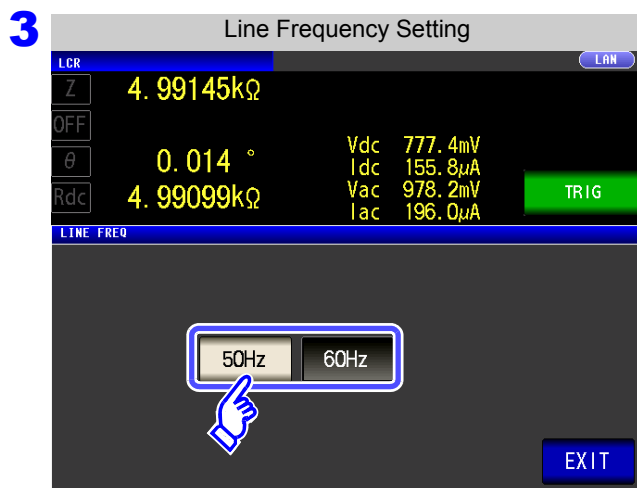 3
Line Frequency Setting
LCR
LAN
Z 4.99145kΩ
OFF
Vdc 777.4mV
θ 0.014 °
Idc 155.8μA
Rdc 4.99099kΩ
Vac 978.2mV
Iac 196.0μA
TRIG
LINE FREQ
50Hz 60Hz
EXIT